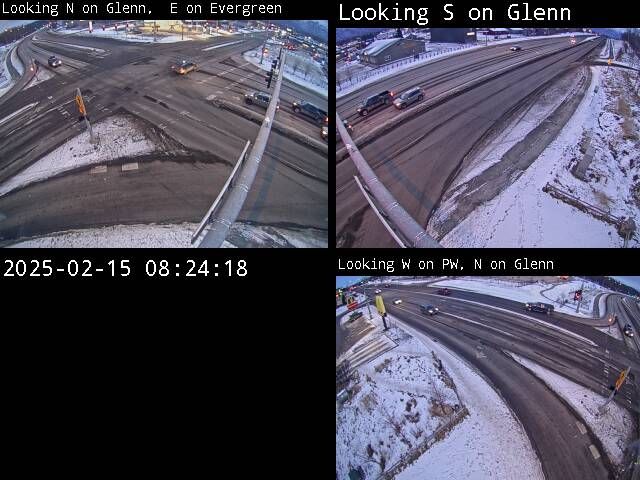 Looking N on Glenn,  E on Evergreen
Looking S on Glenn
2025-02-15 08:24:18
Looking W on PW, N on Glenn